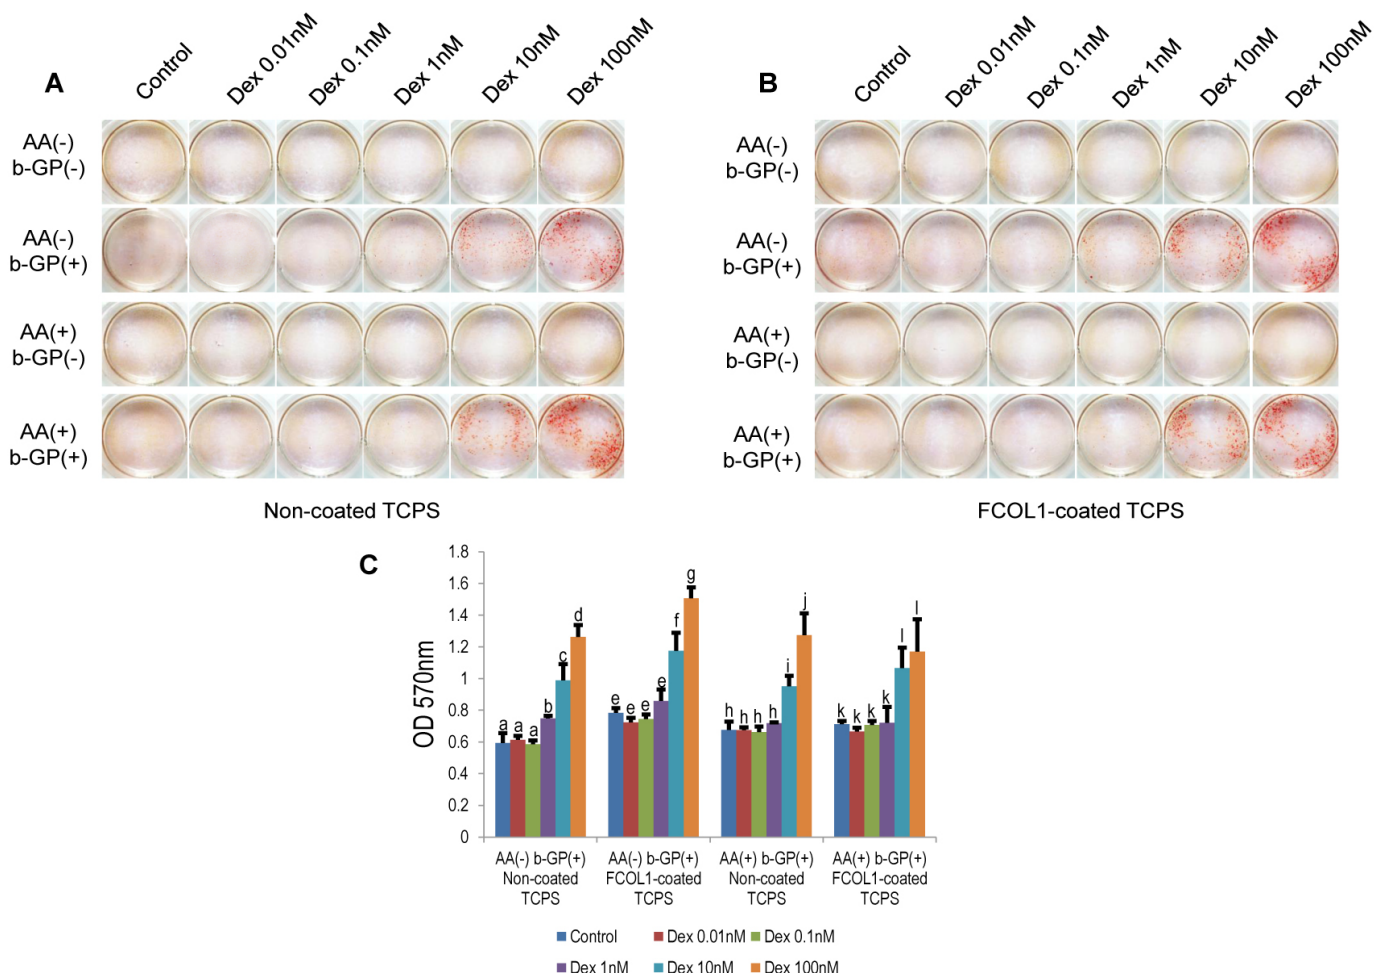 A
Control
Dex 0.01nM
Dex 0.1nM
Dex 1nM
Dex 10nM
Dex 100nM
AA(-)
b-GP(-)
AA(-)
b-GP(+)
AA(+)
b-GP(-)
AA(+)
b-GP(+)
Non-coated TCPS
B
Control
Dex 0.01nM
Dex 0.1nM
Dex 1nM
Dex 10nM
Dex 100nM
AA(-)
b-GP(-)
AA(-)
b-GP(+)
AA(+)
b-GP(-)
AA(+)
b-GP(+)
FCOL1-coated TCPS
C
OD 570nm
1.8
1.6
1.4
1.2
1
0.8
0.6
0.4
0.2
0
a a a b c d
e e e e f g
h h h h i j
k k k k l l
AA(-) b-GP(+)
Non-coated
TCPS
AA(-) b-GP(+)
FCOL1-coated
TCPS
AA(+) b-GP(+)
Non-coated
TCPS
AA(+) b-GP(+)
FCOL1-coated
TCPS
Control Dex 0.01nM Dex 0.1nM
Dex 1nM Dex 10nM Dex 100nM